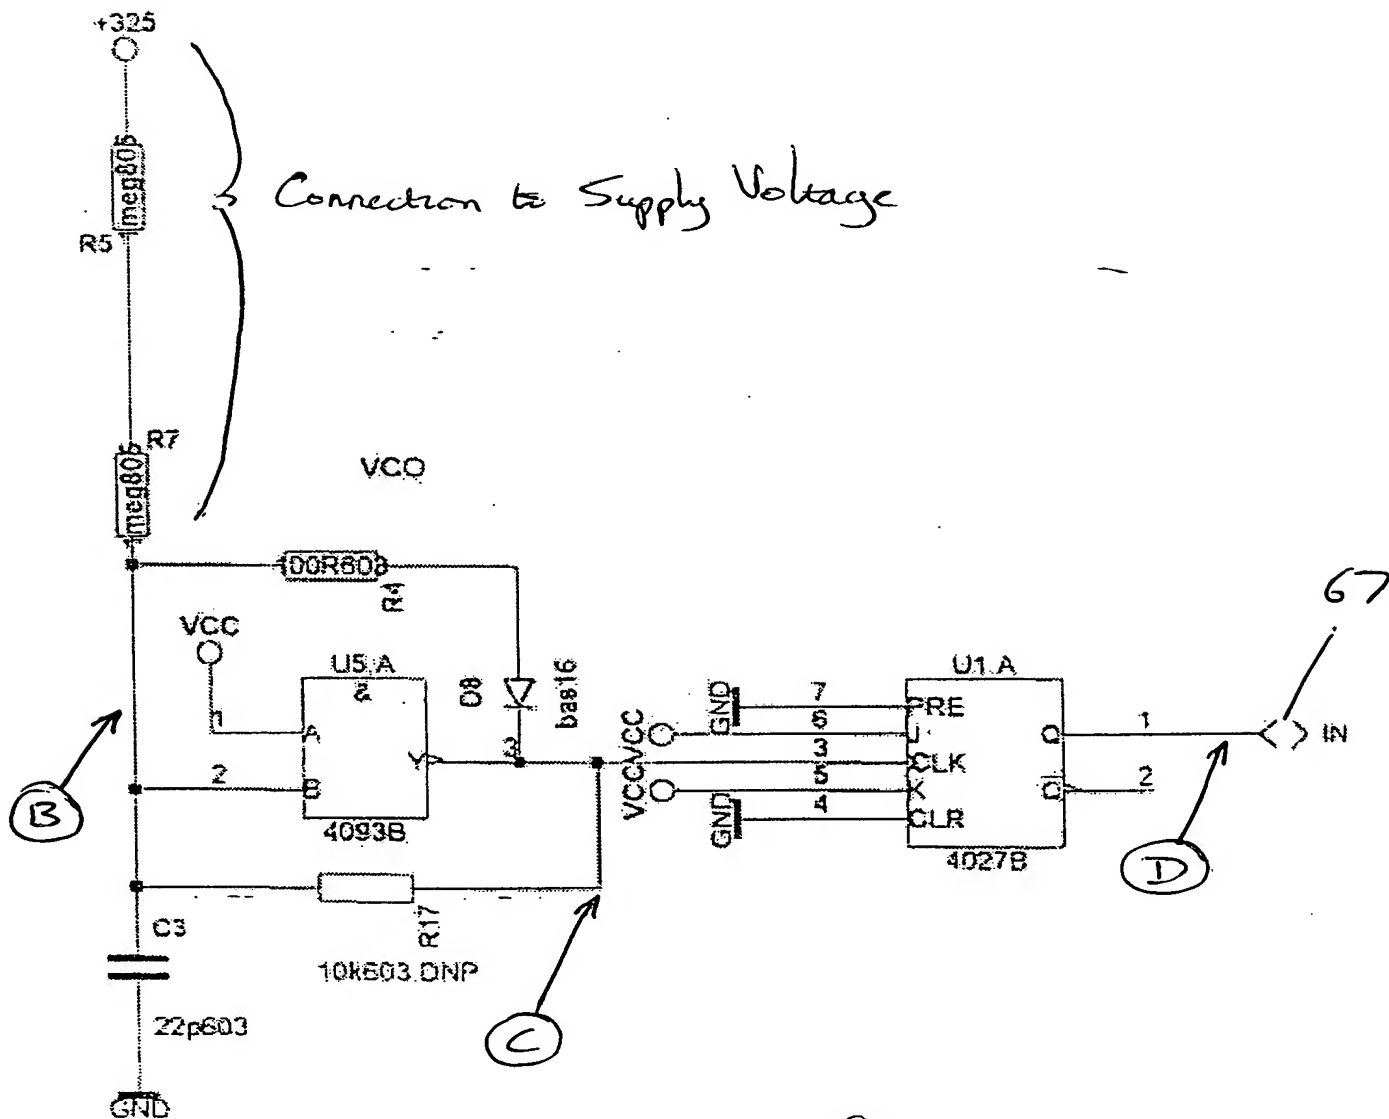 +325
Connection to Supply Voltage
R5
R7
VCO
100R603
R4
67
VCC
U5.A
&
D8
bas16
U1.A
1
A
2
B
Y
3
4093B
GND
VCC
VCC
GND
7
6
3
5
4
PRE
J
CLK
K
CLR
Q
Q
1
2
IN
4027B
B
D
C3
R17
10k603.DNP
22p603
C
GND